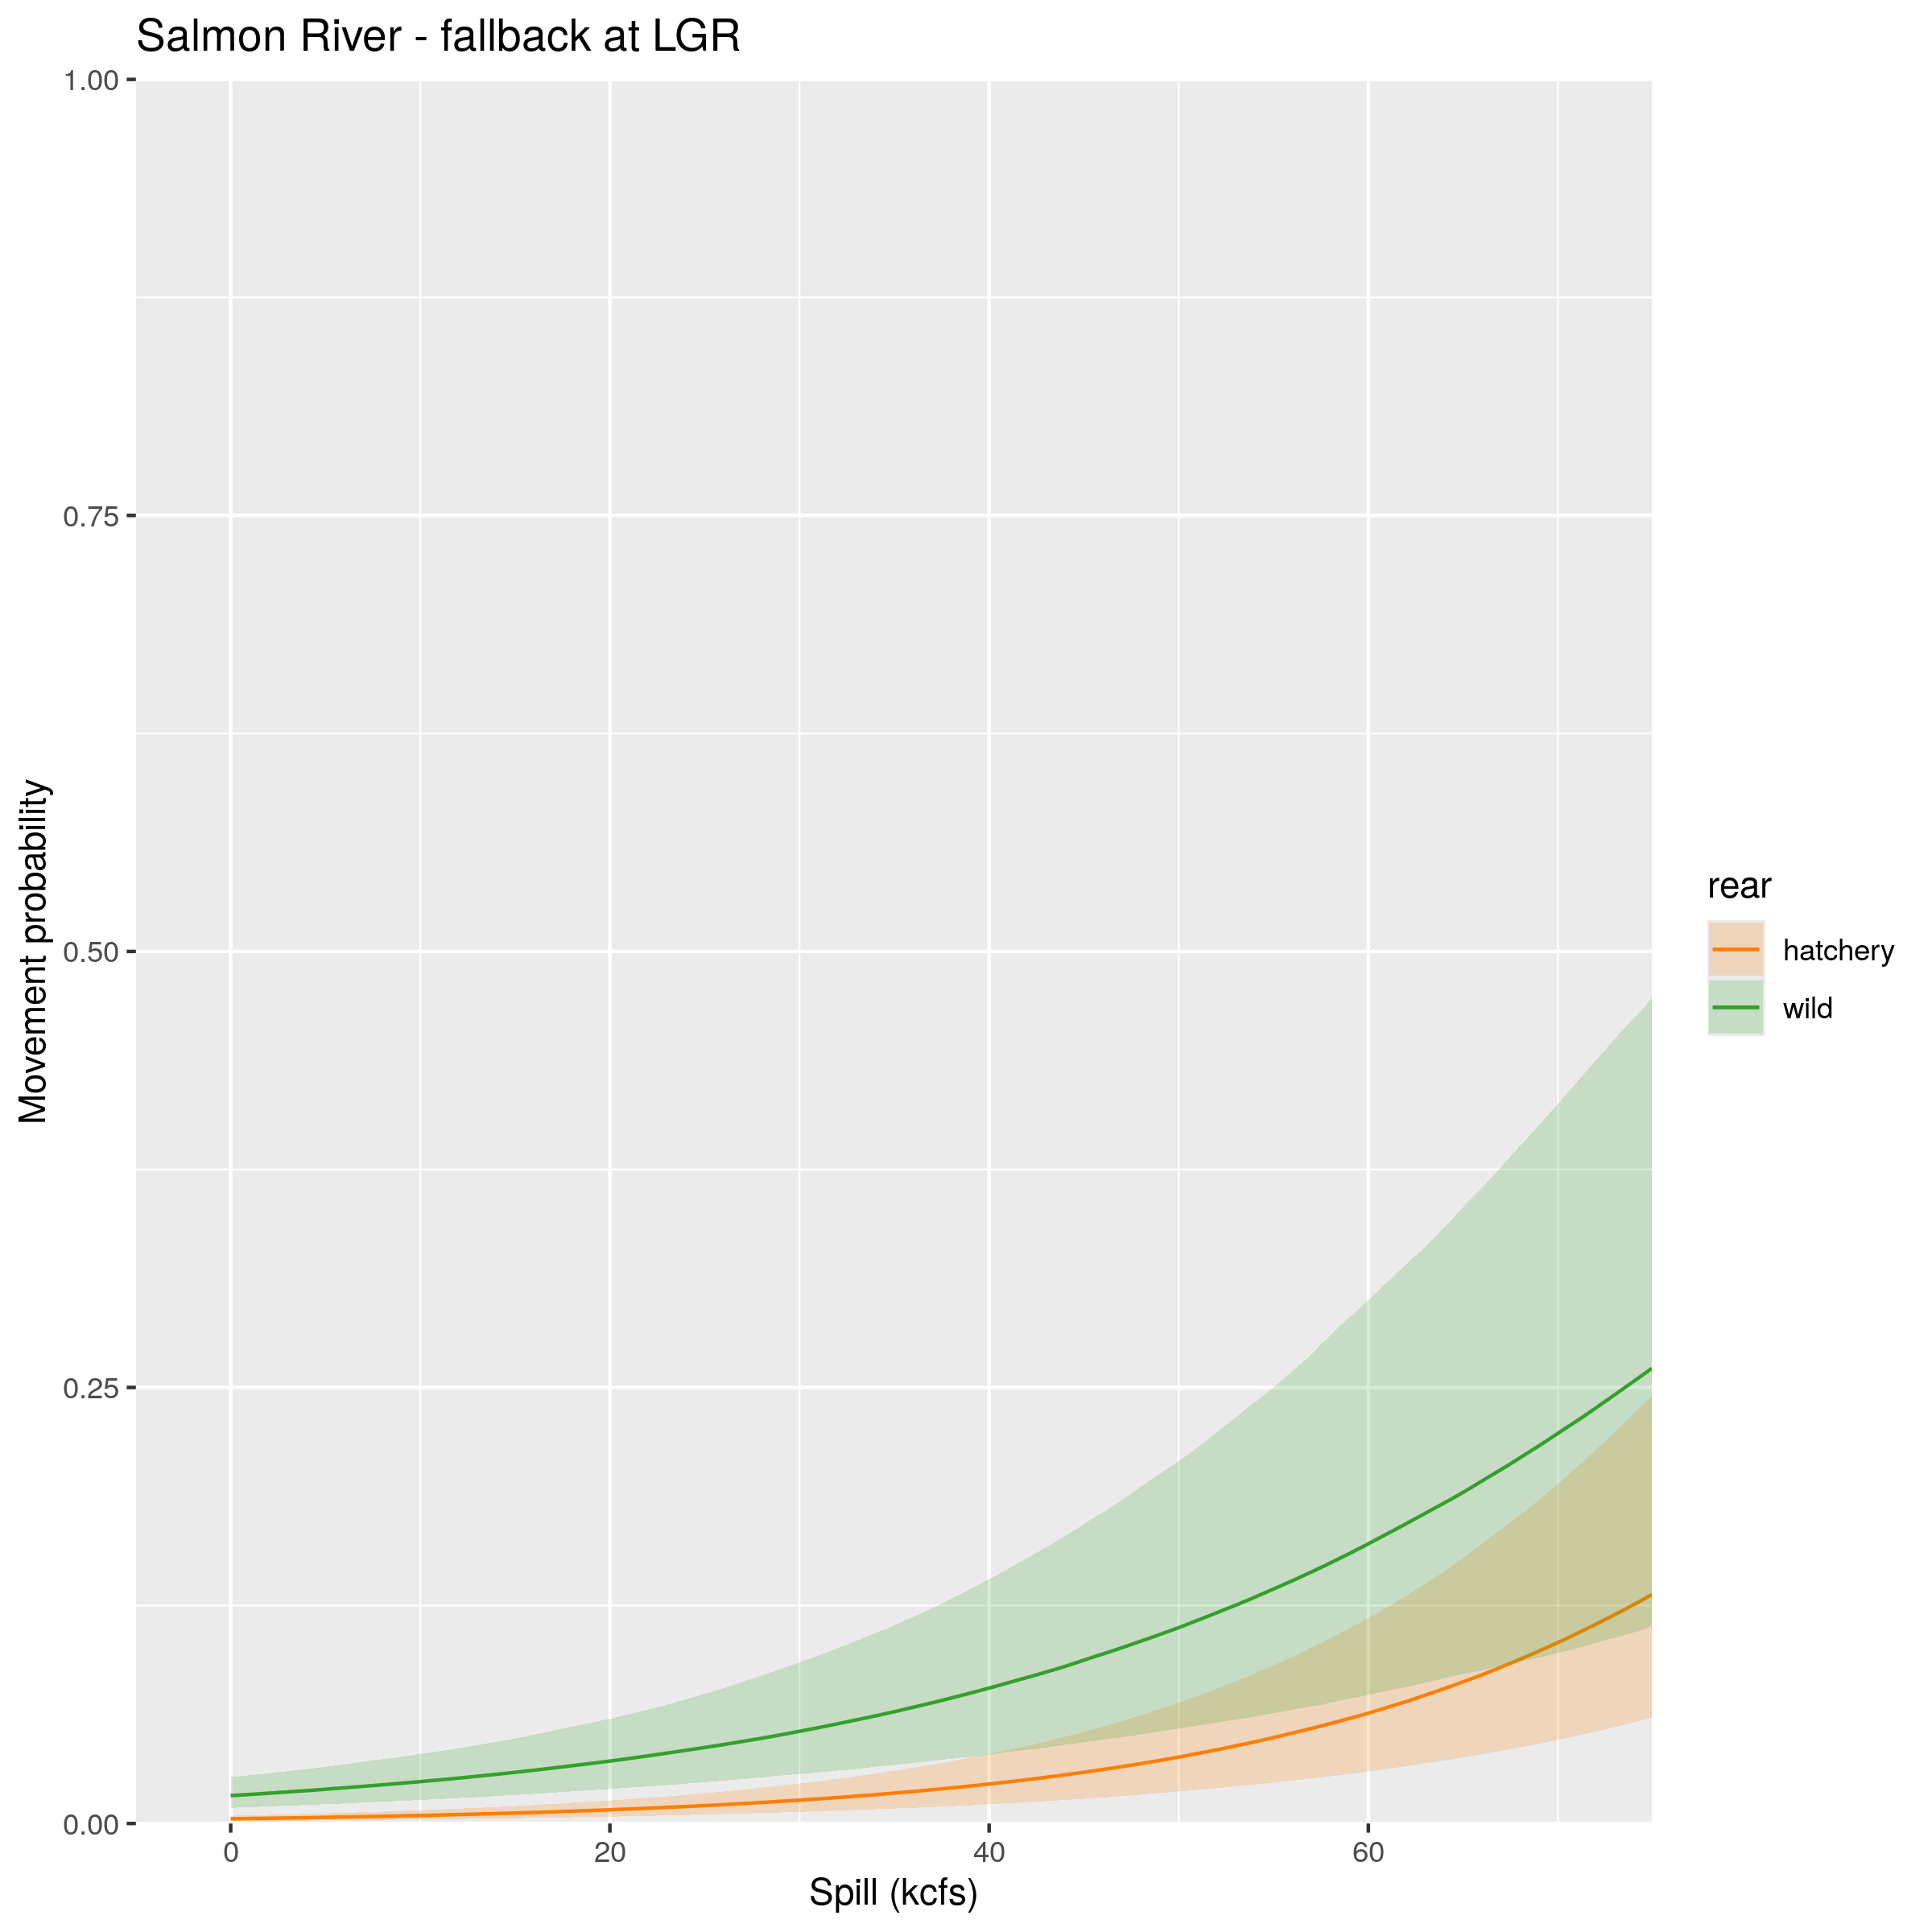 Salmon River - fallback at LGR
1.00
0.75
0.50
0.25
0.00
Movement probability
0
20
40
60
Spill (kcfs)
rear
hatchery
wild